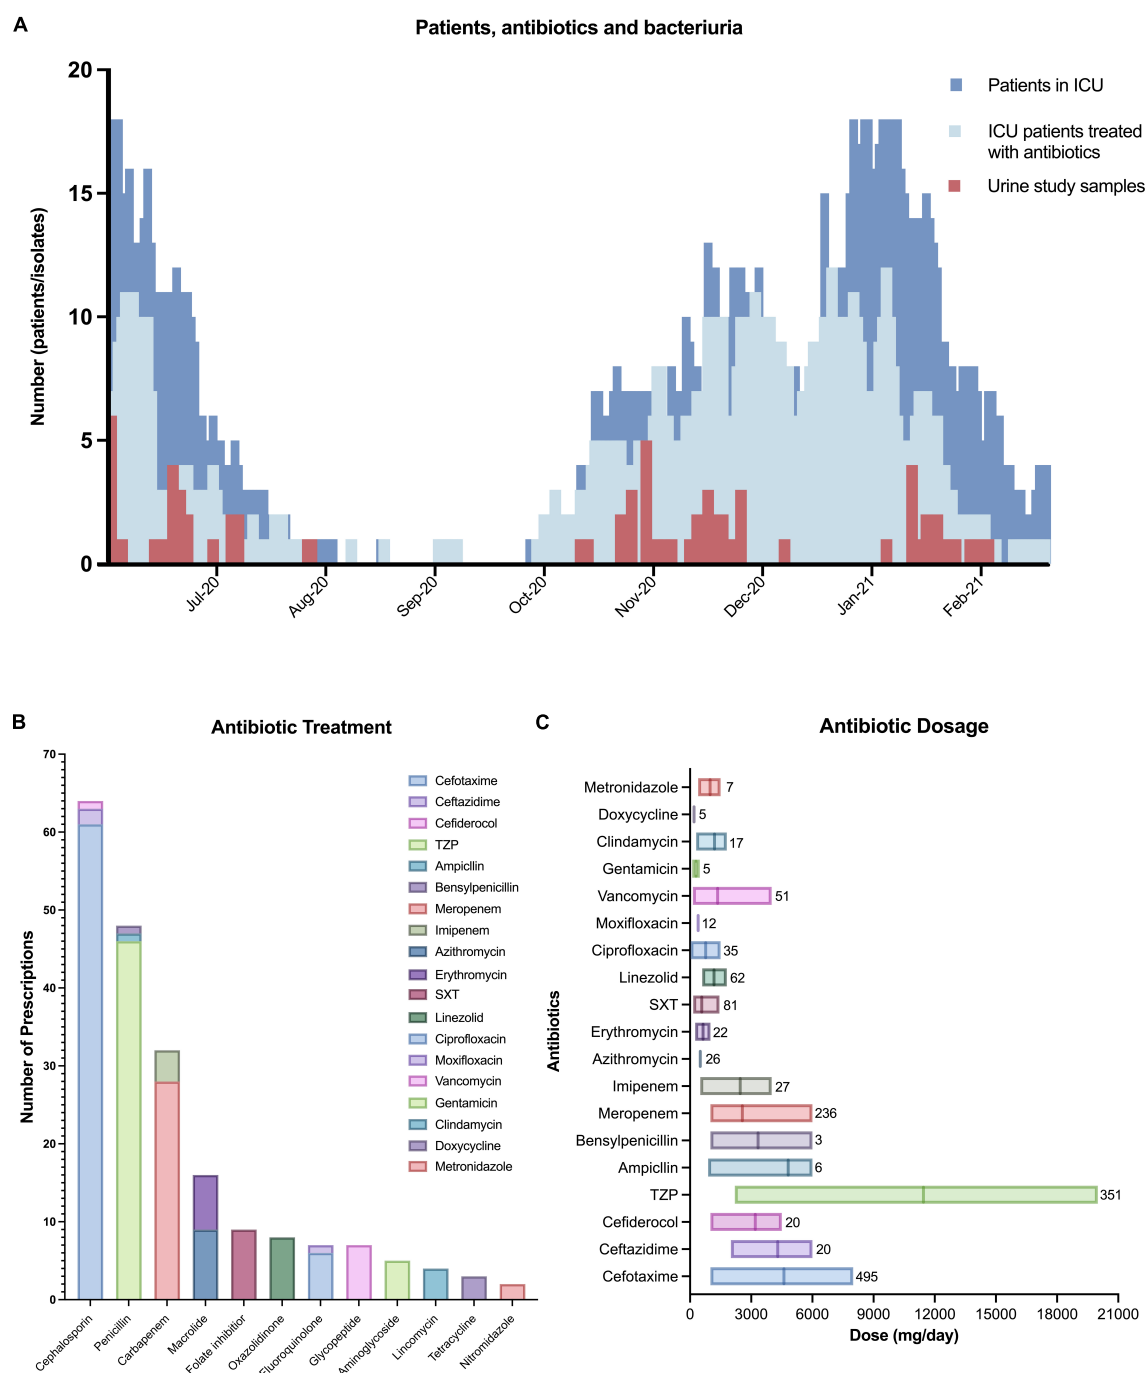 A
Patients, antibiotics and bacteriuria
Number (patients/isolates)
20
15
10
5
0
Jul-20
Aug-20
Sep-20
Oct-20
Nov-20
Dec-20
Jan-21
Feb-21
Patients in ICU
ICU patients treated
with antibiotics
Urine study samples
B
Antibiotic Treatment
Number of Prescriptions
70
60
50
40
30
20
10
0
Cephalosporin
Penicillin
Carbapenem
Macrolide
Folate inhibitior
Oxazolidinone
Fluoroquinolone
Glycopeptide
Aminoglycoside
Lincomycin
Tetracycline
Nitromidazole
Cefotaxime
Ceftazidime
Cefiderocol
TZP
Ampicllin
Bensylpenicillin
Meropenem
Imipenem
Azithromycin
Erythromycin
SXT
Linezolid
Ciprofloxacin
Moxifloxacin
Vancomycin
Gentamicin
Clindamycin
Doxycycline
Metronidazole
C
Antibiotic Dosage
Antibiotics
Metronidazole 7
Doxycycline 5
Clindamycin 17
Gentamicin 5
Vancomycin 51
Moxifloxacin 12
Ciprofloxacin 35
Linezolid 62
SXT 81
Erythromycin 22
Azithromycin 26
Imipenem 27
Meropenem 236
Bensylpenicillin 3
Ampicllin 6
TZP 351
Cefiderocol 20
Ceftazidime 20
Cefotaxime 495
0 3000 6000 9000 12000 15000 18000 21000
Dose (mg/day)